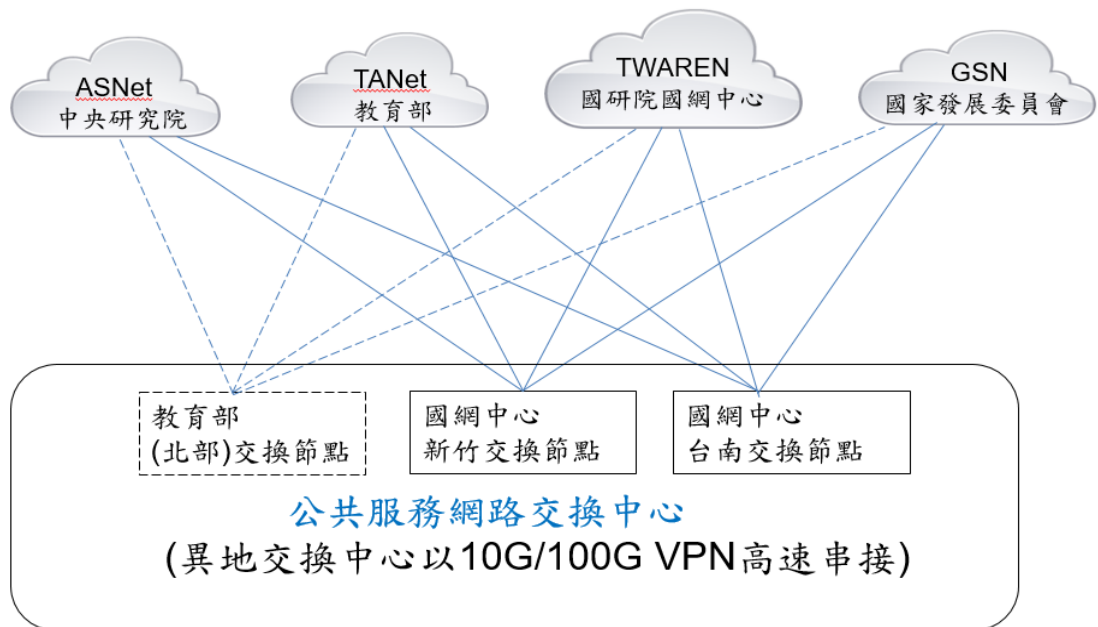 ASNet
中央研究院
TANet
教育部
TWAREN
國研院國網中心
GSN
國家發展委員會
教育部
(北部)交換節點
國網中心
新竹交換節點
國網中心
台南交換節點
公共服務網路交換中心
(異地交換中心以10G/100G VPN高速串接)